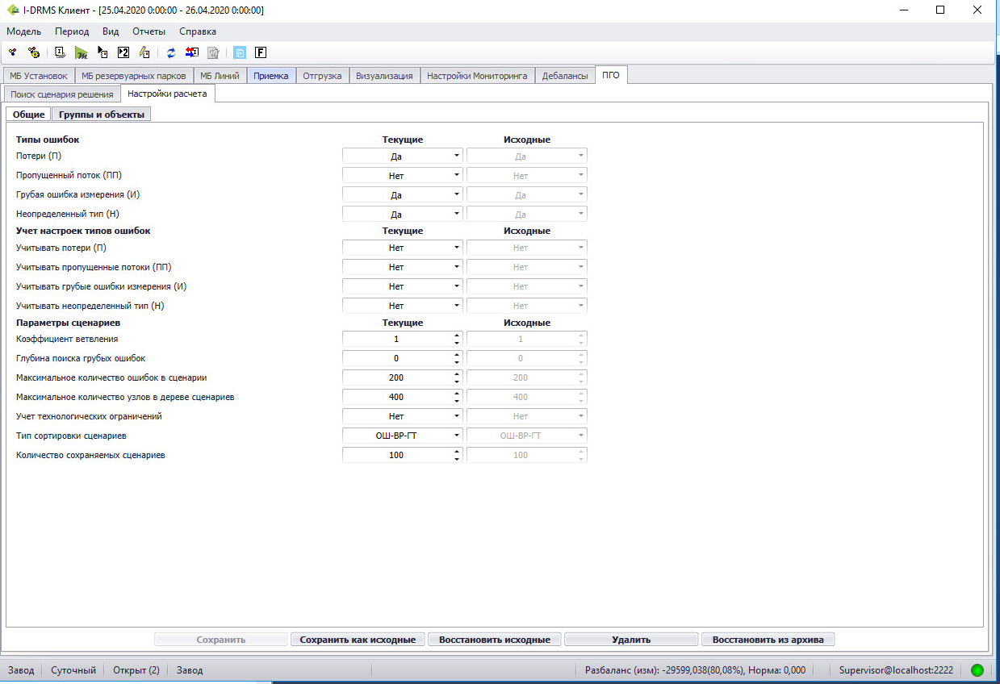 I-DRMS Клиент - [25.04.2020 0:00:00 - 26.04.2020 0:00:00]
Модель Период Вид Отчеты Справка
МБ Установок МБ резервуарных парков МБ Линий Приемка Отгрузка Визуализация Настройки Мониторинга Дебалансы ПГО
Поиск сценария решения Настройки расчета
Общие Группы и объекты
Типы ошибок Текущие Исходные
Потери (П) Да Да
Пропущенный поток (ПП) Нет Нет
Грубая ошибка измерения (И) Да Да
Неопределенный тип (Н) Да Да
Учет настроек типов ошибок Текущие Исходные
Учитывать потери (П) Нет Нет
Учитывать пропущенные потоки (ПП) Нет Нет
Учитывать грубые ошибки измерения (И) Нет Нет
Учитывать неопределенный тип (Н) Нет Нет
Параметры сценариев Текущие Исходные
Коэффициент ветвления 1 1
Глубина поиска грубых ошибок 0 0
Максимальное количество ошибок в сценарии 200 200
Максимальное количество узлов в дереве сценариев 400 400
Учет технологических ограничений Нет Нет
Тип сортировки сценариев ОШ-ВР-ГТ ОШ-ВР-ГТ
Количество сохраняемых сценариев 100 100
Сохранить Сохранить как исходные Восстановить исходные Удалить Восстановить из архива
Завод Суточный Открыт (2) Завод Разбаланс (изм): -29599,038(80,08%), Норма: 0,000 Supervisor@localhost:2222